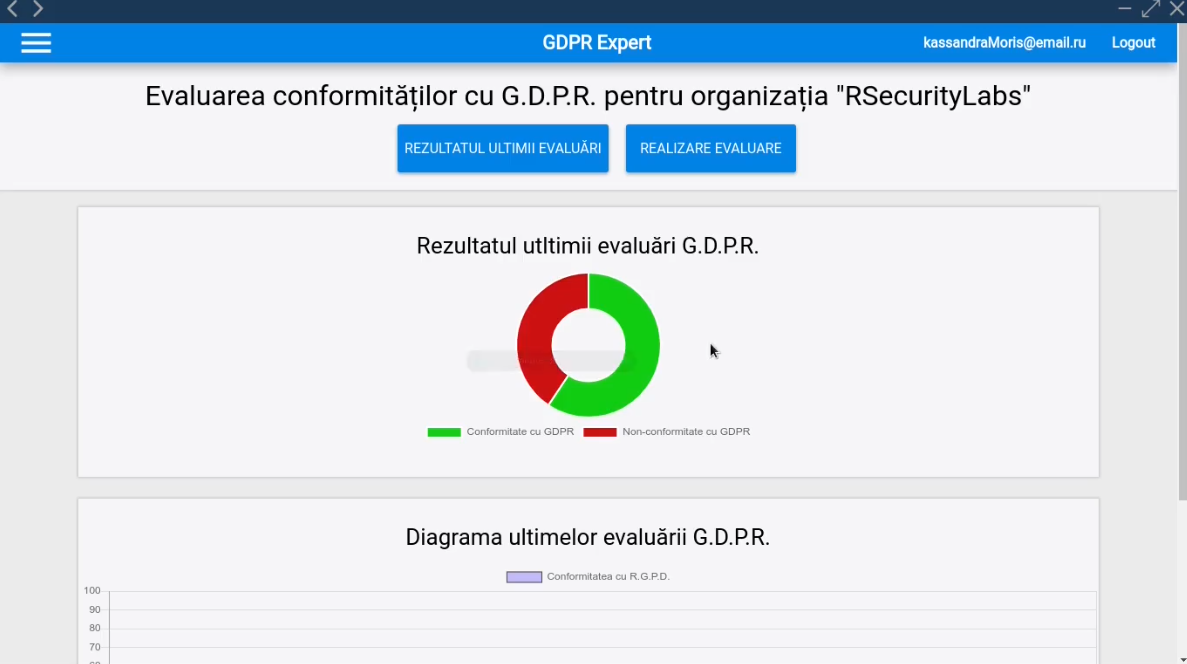 GDPR Expert
kassandraMoris@email.ru
Logout
Evaluarea conformităților cu G.D.P.R. pentru organizația "RSecurityLabs"
REZULTATUL ULTIMII EVALUĂRI
REALIZARE EVALUARE
Rezultatul utltimii evaluări G.D.P.R.
Conformitate cu GDPR
Non-conformitate cu GDPR
Diagrama ultimelor evaluării G.D.P.R.
Conformitatea cu R.G.P.D.
100
90
80
70